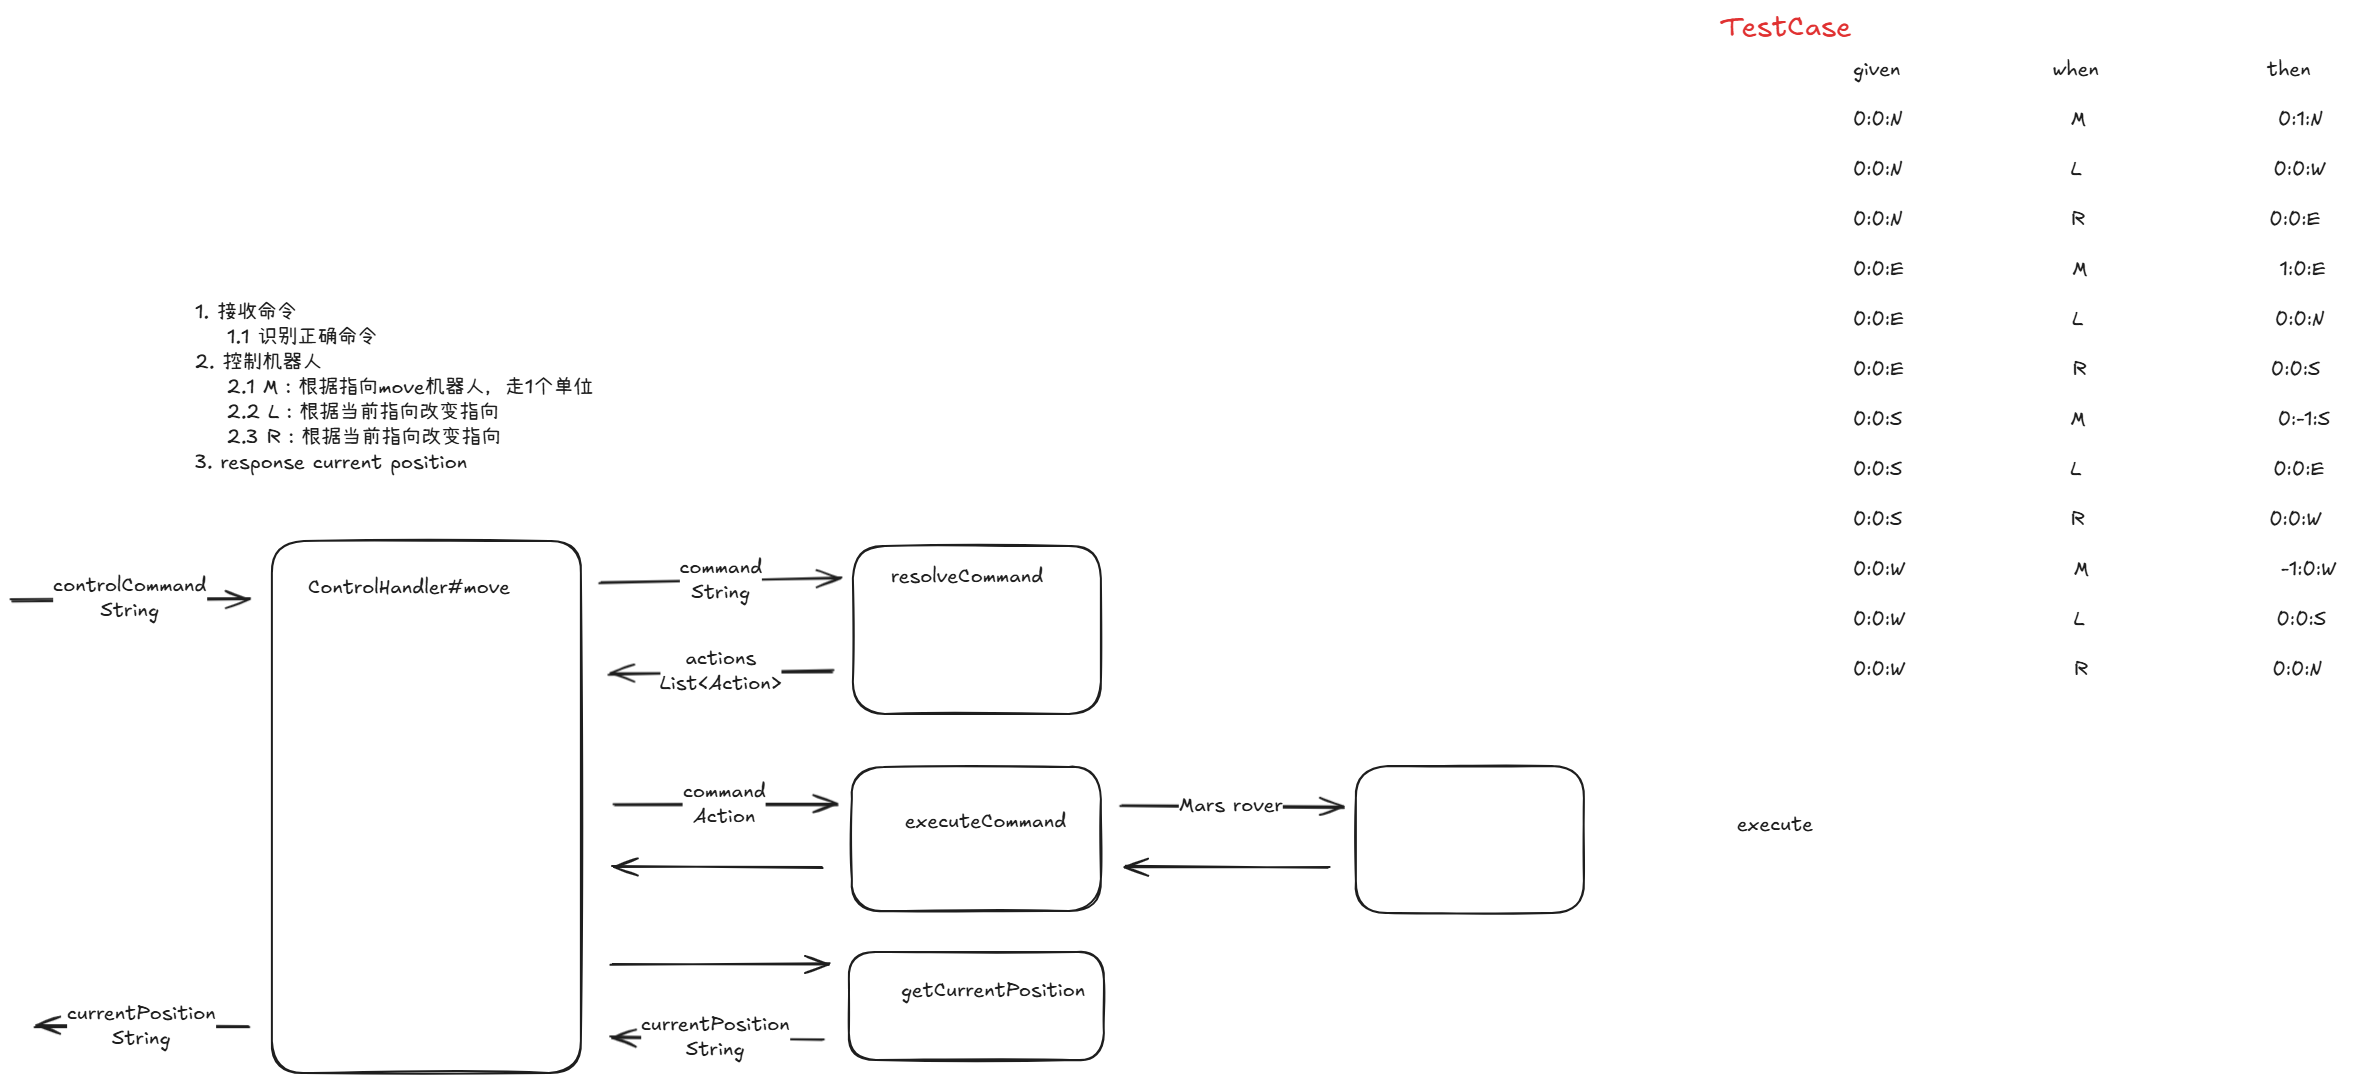 TestCase
given when then
0:0:N M 0:1:N
0:0:N L 0:0:W
0:0:N R 0:0:E
0:0:E M 1:0:E
0:0:E L 0:0:N
0:0:E R 0:0:S
0:0:S M 0:-1:S
0:0:S L 0:0:E
0:0:S R 0:0:W
0:0:W M -1:0:W
0:0:W L 0:0:S
0:0:W R 0:0:N
1. 接收命令
1.1 识别正确命令
2. 控制机器人
2.1 M : 根据指向move机器人, 走1个单位
2.2 L : 根据当前指向改变指向
2.3 R : 根据当前指向改变指向
3. response current position
controlCommand
String
ControlHandler#move
command
String
resolveCommand
actions
List<Action>
command
Action
executeCommand
Mars rover
execute
getCurrentPosition
currentPosition
String
currentPosition
String